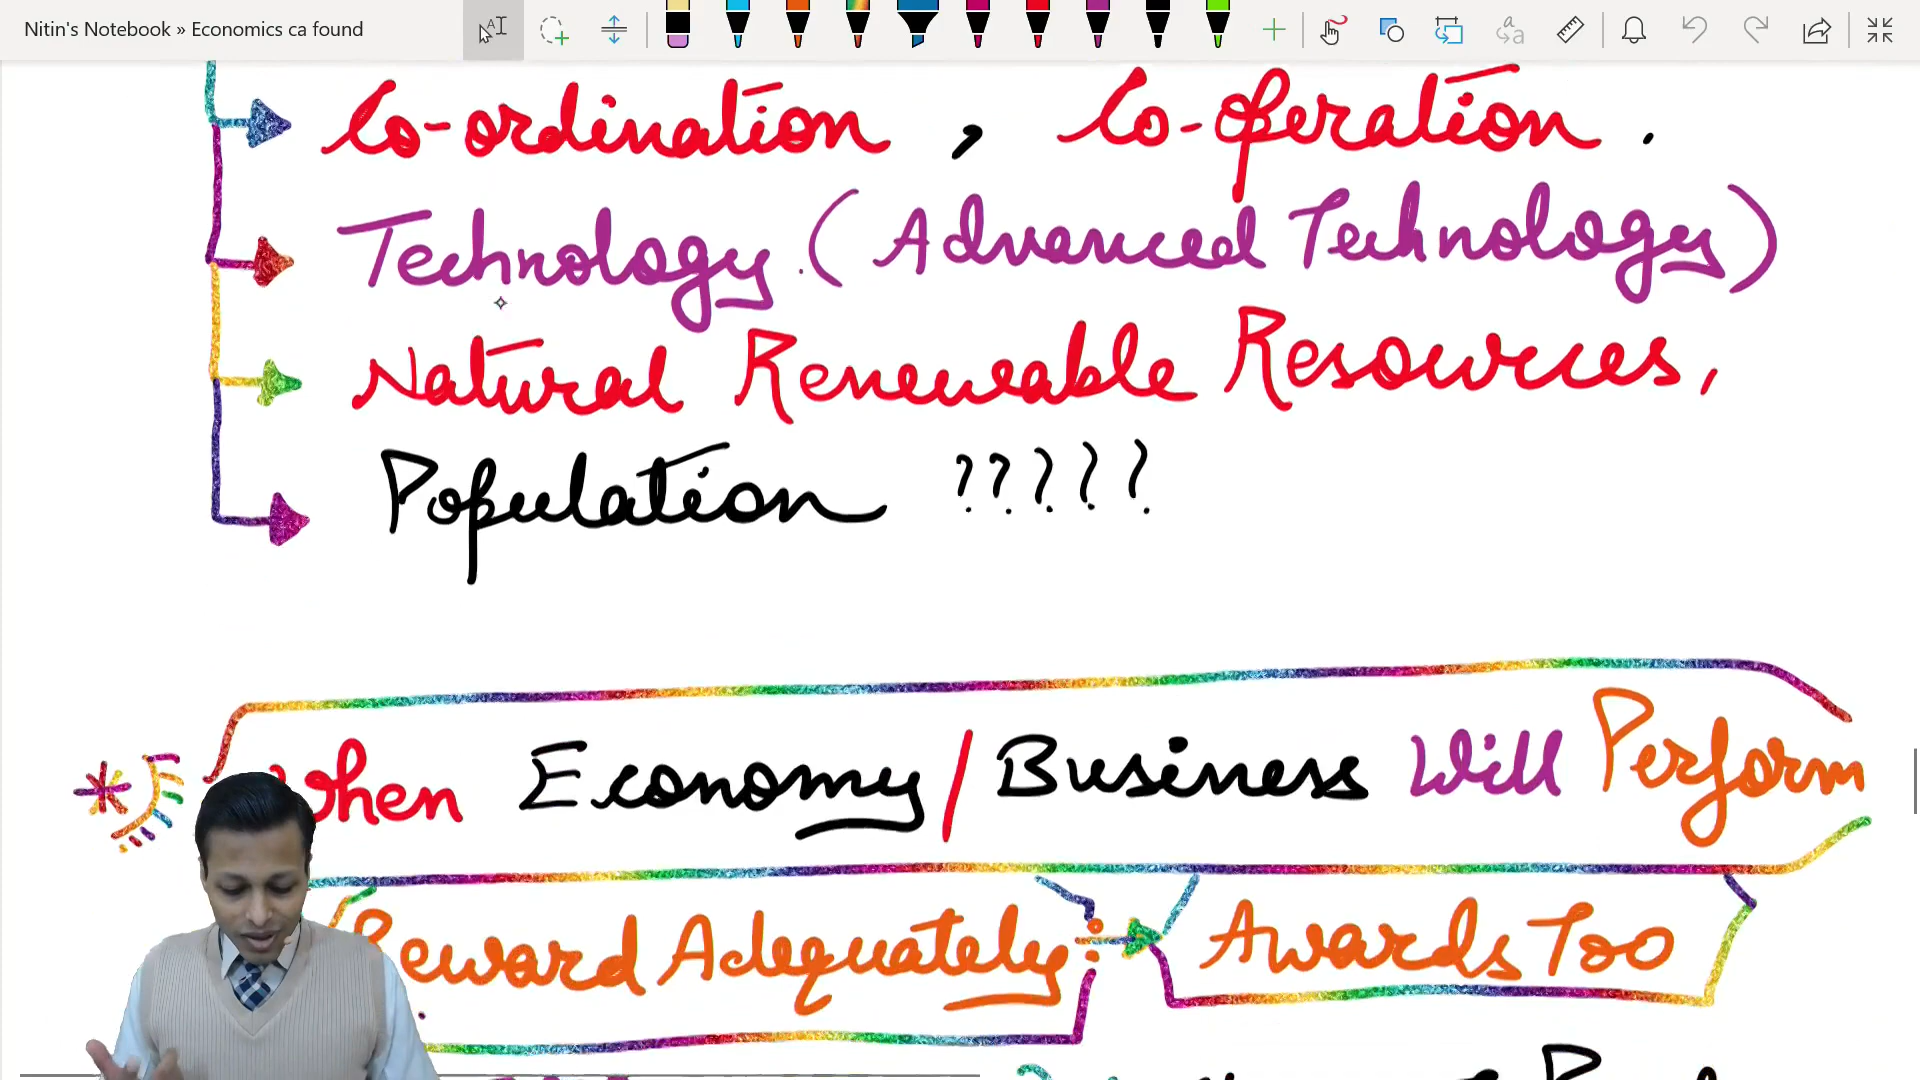 Nitin's Notebook » Economics ca found
Co-ordination , Co-operation .
Technology (Advanced Technology)
Natural Renewable Resources,
Population ?????
When Economy / Business Will Perform
Reward Adequately : Awards Too